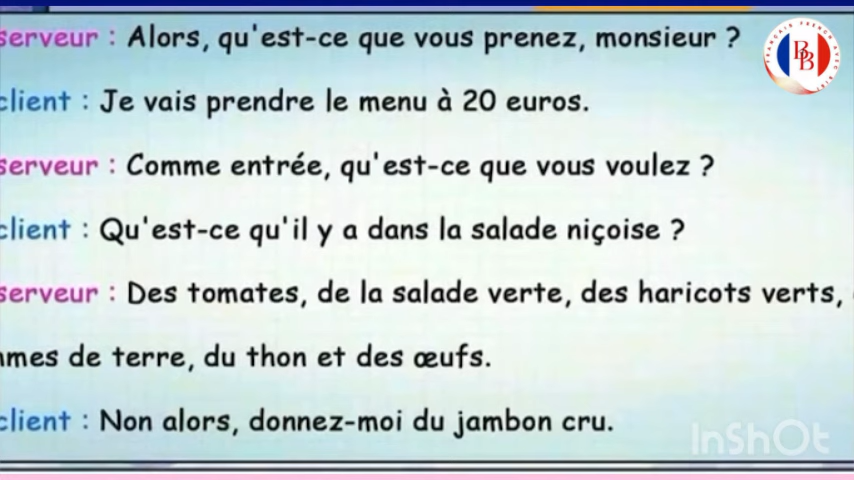 serveur : Alors, qu'est-ce que vous prenez, monsieur ?
client : Je vais prendre le menu à 20 euros.
serveur : Comme entrée, qu'est-ce que vous voulez ?
client : Qu'est-ce qu'il y a dans la salade niçoise ?
serveur : Des tomates, de la salade verte, des haricots verts,
mmes de terre, du thon et des œufs.
client : Non alors, donnez-moi du jambon cru.
InShOt